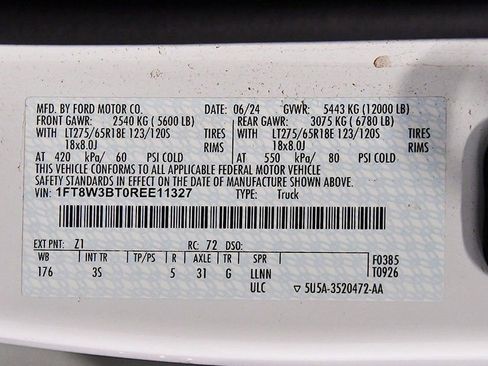 MFD. BY FORD MOTOR CO. DATE: 06/24 GVWR: 5443 KG (12000 LB)
FRONT GAWR: 2540 KG (5600 LB) REAR GAWR: 3075 KG (6780 LB)
WITH LT275/65R18E 123/120S TIRES WITH LT275/65R18E 123/120S TIRES
18x8.0J RIMS 18x8.0J RIMS
AT 420 kPa/ 60 PSI COLD AT 550 kPa/ 80 PSI COLD
THIS VEHICLE CONFORMS TO ALL APPLICABLE FEDERAL MOTOR VEHICLE
SAFETY STANDARDS IN EFFECT ON THE DATE OF MANUFACTURE SHOWN ABOVE.
VIN: 1FT8W3BT0REE11327 TYPE: Truck
EXT PNT: Z1 RC: 72 DSO:
WB INT TR TP/PS R AXLE TR SPR F0385
176 3S 5 31 G LLNN T0926
ULC ▽ 5U5A-3520472-AA